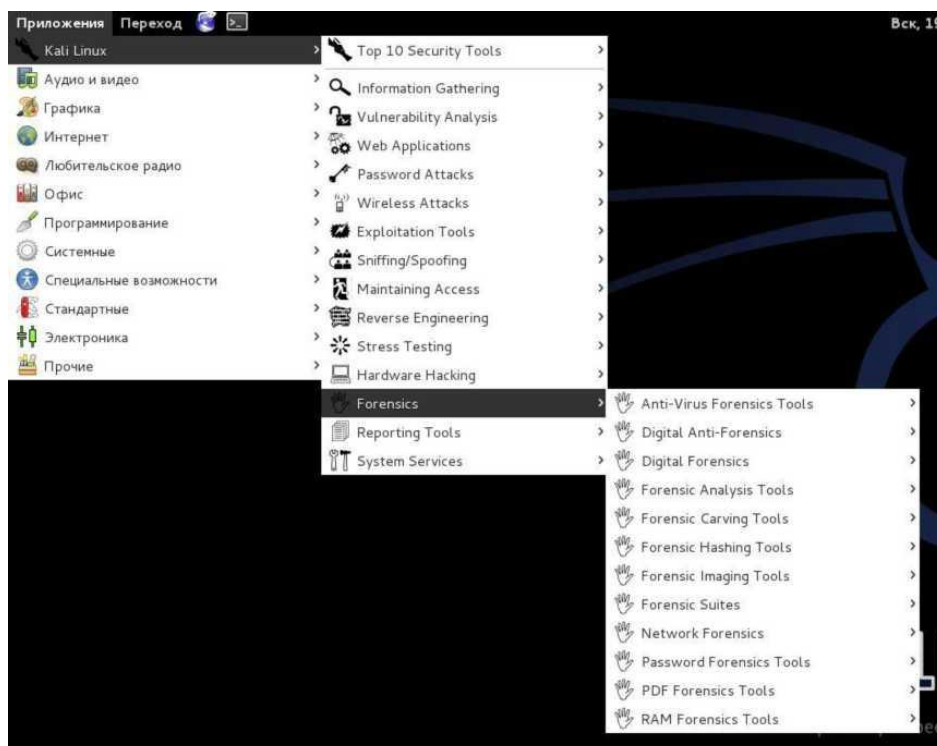 Приложения Переход
Вск, 19
Kali Linux
Аудио и видео
Графика
Интернет
Любительское радио
Офис
Программирование
Системные
Специальные возможности
Стандартные
Электроника
Прочие
Top 10 Security Tools
Information Gathering
Vulnerability Analysis
Web Applications
Password Attacks
Wireless Attacks
Exploitation Tools
Sniffing/Spoofing
Maintaining Access
Reverse Engineering
Stress Testing
Hardware Hacking
Forensics
Reporting Tools
System Services
Anti-Virus Forensics Tools
Digital Anti-Forensics
Digital Forensics
Forensic Analysis Tools
Forensic Carving Tools
Forensic Hashing Tools
Forensic Imaging Tools
Forensic Suites
Network Forensics
Password Forensics Tools
PDF Forensics Tools
RAM Forensics Tools